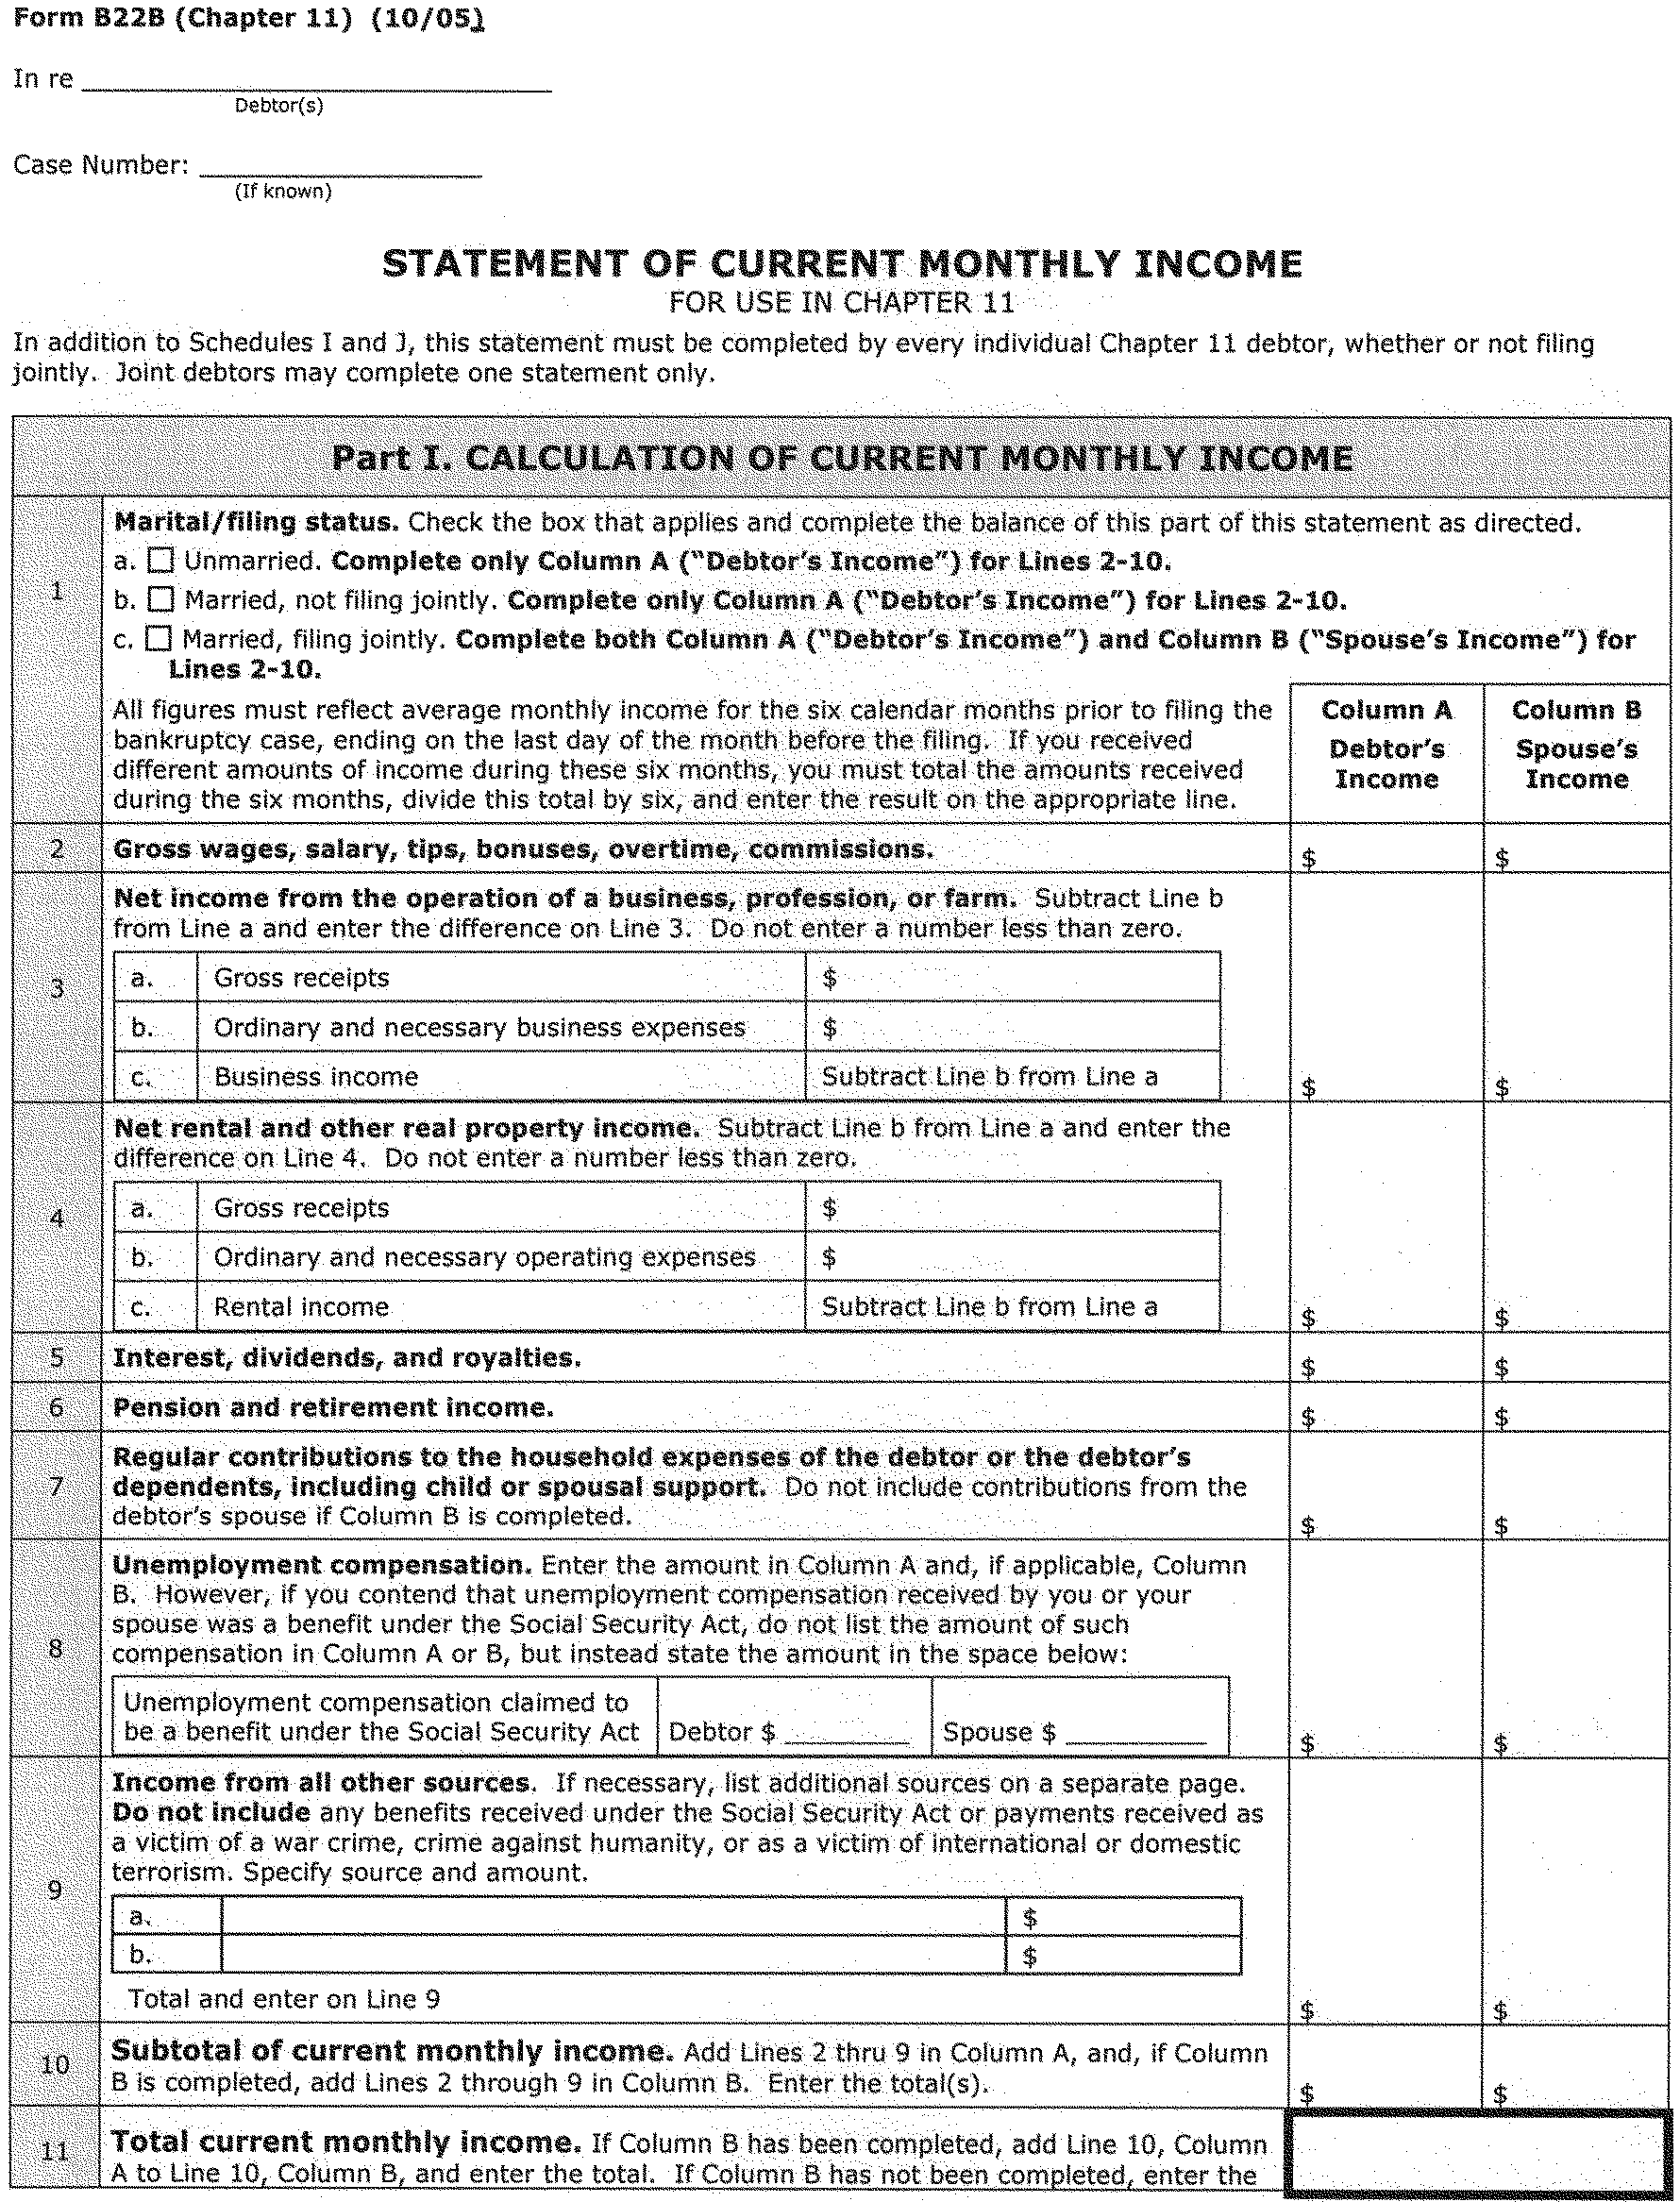 Form B22B (Chapter 11) (10/05)
In re
Debtor(s)
Case Number:
(If known)
STATEMENT OF CURRENT MONTHLY INCOME
FOR USE IN CHAPTER 11
In addition to Schedules I and J, this statement must be completed by every individual Chapter 11 debtor, whether or not filing
jointly. Joint debtors may complete one statement only.
Part I. CALCULATION OF CURRENT MONTHLY INCOME
1
Marital/filing status. Check the box that applies and complete the balance of this part of this statement as directed.
a. ☐ Unmarried. Complete only Column A ("Debtor's Income") for Lines 2-10.
b. ☐ Married, not filing jointly. Complete only Column A ("Debtor's Income") for Lines 2-10.
c. ☐ Married, filing jointly. Complete both Column A ("Debtor's Income") and Column B ("Spouse's Income") for
Lines 2-10.
All figures must reflect average monthly income for the six calendar months prior to filing the
bankruptcy case, ending on the last day of the month before the filing. If you received
different amounts of income during these six months, you must total the amounts received
during the six months, divide this total by six, and enter the result on the appropriate line.
Column A
Debtor's
Income
Column B
Spouse's
Income
2 Gross wages, salary, tips, bonuses, overtime, commissions. $ $
3
Net income from the operation of a business, profession, or farm. Subtract Line b
from Line a and enter the difference on Line 3. Do not enter a number less than zero.
a. Gross receipts $
b. Ordinary and necessary business expenses $
c. Business income Subtract Line b from Line a $ $
4
Net rental and other real property income. Subtract Line b from Line a and enter the
difference on Line 4. Do not enter a number less than zero.
a. Gross receipts $
b. Ordinary and necessary operating expenses $
c. Rental income Subtract Line b from Line a $ $
5 Interest, dividends, and royalties. $ $
6 Pension and retirement income. $ $
7
Regular contributions to the household expenses of the debtor or the debtor's
dependents, including child or spousal support. Do not include contributions from the
debtor's spouse if Column B is completed. $ $
8
Unemployment compensation. Enter the amount in Column A and, if applicable, Column
B. However, if you contend that unemployment compensation received by you or your
spouse was a benefit under the Social Security Act, do not list the amount of such
compensation in Column A or B, but instead state the amount in the space below:
Unemployment compensation claimed to
be a benefit under the Social Security Act Debtor $ Spouse $ $ $
9
Income from all other sources. If necessary, list additional sources on a separate page.
Do not include any benefits received under the Social Security Act or payments received as
a victim of a war crime, crime against humanity, or as a victim of international or domestic
terrorism. Specify source and amount.
a. $
b. $
Total and enter on Line 9 $ $
10
Subtotal of current monthly income. Add Lines 2 thru 9 in Column A, and, if Column
B is completed, add Lines 2 through 9 in Column B. Enter the total(s). $ $
11
Total current monthly income. If Column B has been completed, add Line 10, Column
A to Line 10, Column B, and enter the total. If Column B has not been completed, enter the